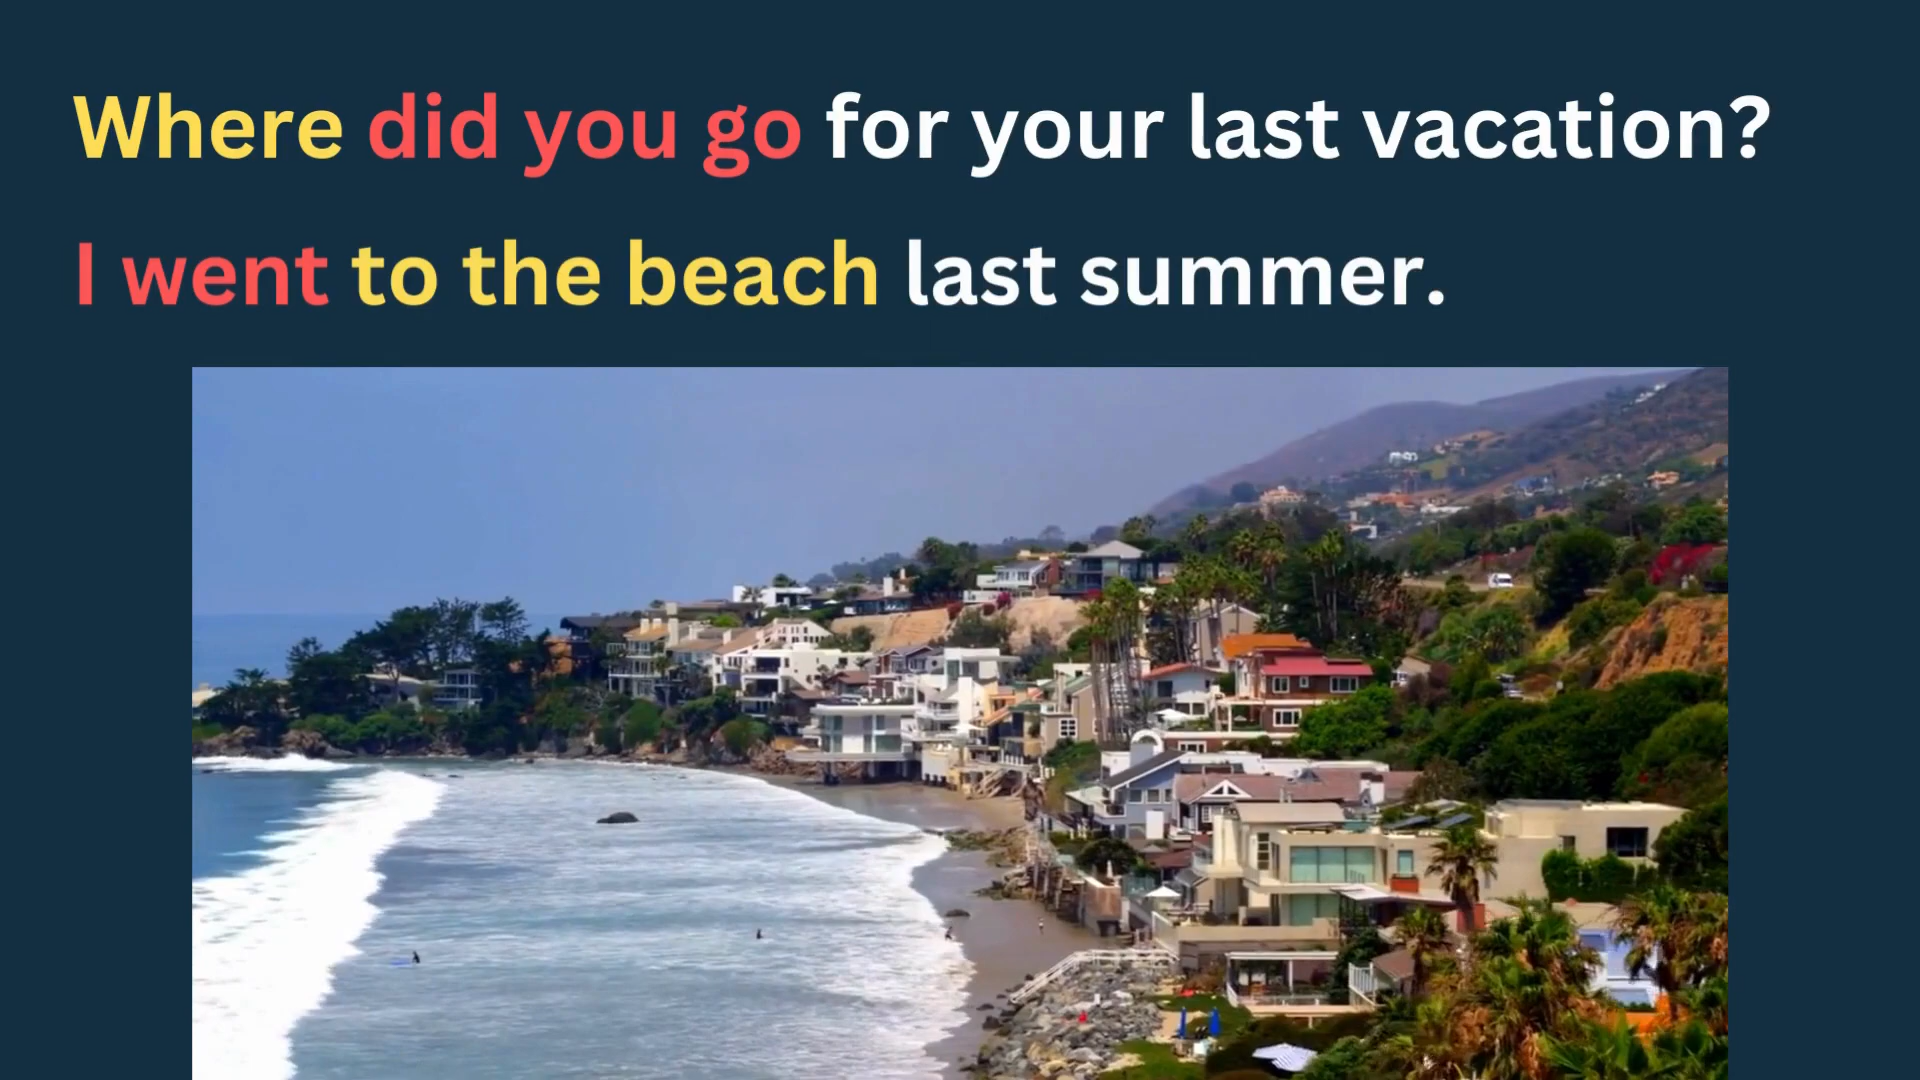 Where did you go for your last vacation?
I went to the beach last summer.